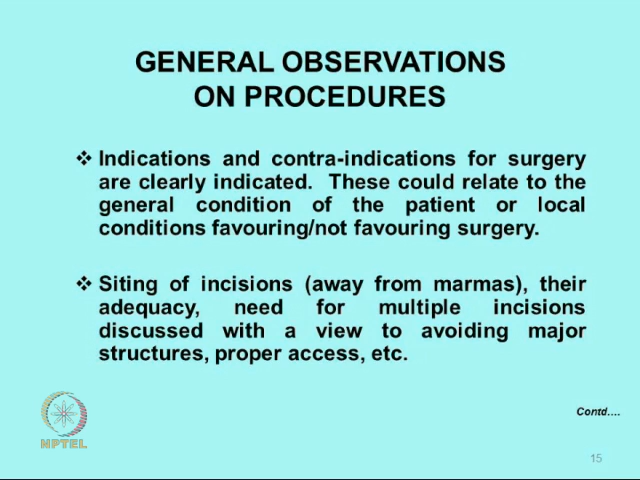 GENERAL OBSERVATIONS
ON PROCEDURES
❖ Indications and contra-indications for surgery
are clearly indicated. These could relate to the
general condition of the patient or local
conditions favouring/not favouring surgery.
❖ Siting of incisions (away from marmas), their
adequacy, need for multiple incisions
discussed with a view to avoiding major
structures, proper access, etc.
Contd....
NPTEL
15